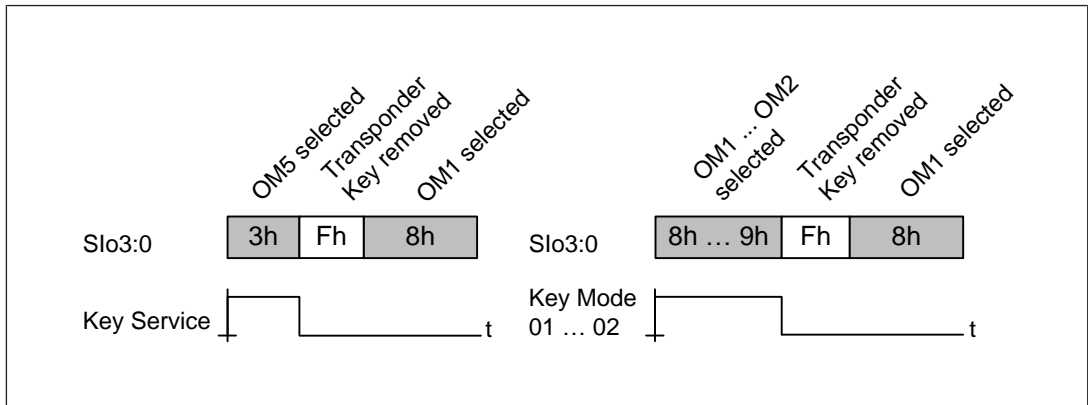 OM5 selected
Transponder
Key removed
OM1 selected
SIo3:0
3h
Fh
8h
Key Service
t
OM1 ... OM2
selected
Transponder
Key removed
OM1 selected
SIo3:0
8h … 9h
Fh
8h
Key Mode
01 … 02
t